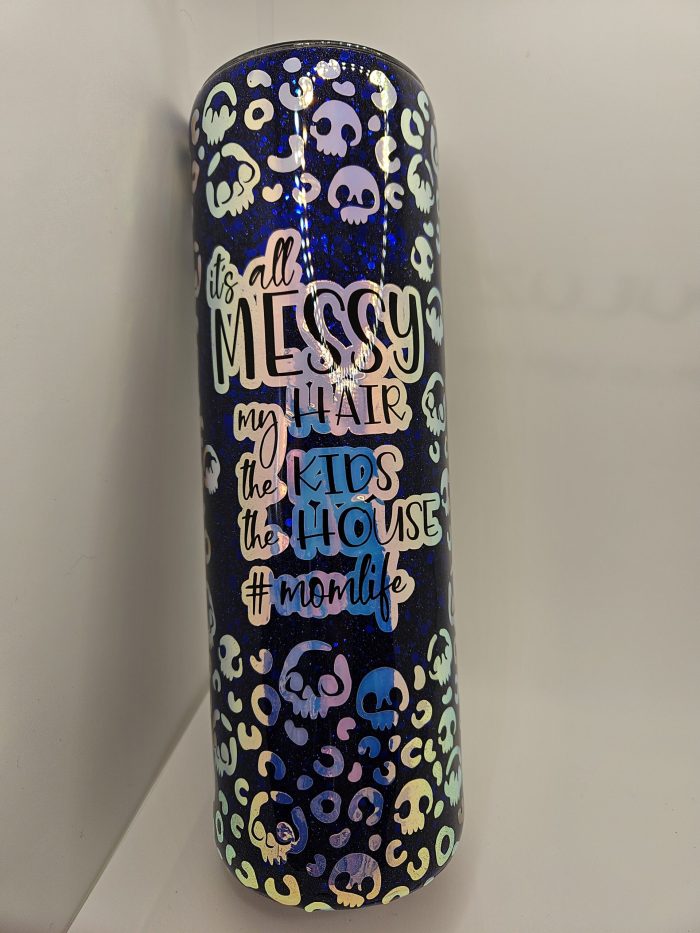 it's all
MESSY
my HAIR
the KIDS
the HOUSE
#momlife